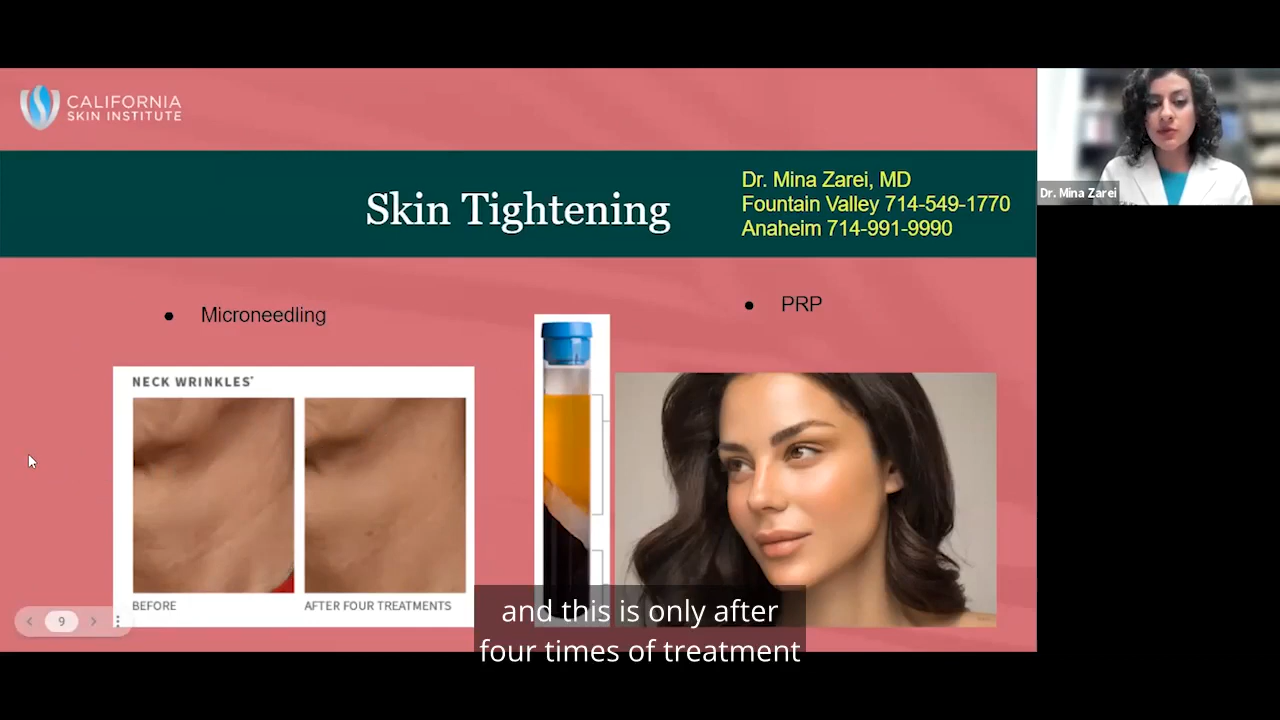 CALIFORNIA
SKIN INSTITUTE
Skin Tightening
Dr. Mina Zarei, MD
Fountain Valley 714-549-1770
Anaheim 714-991-9990
Dr. Mina Zarei
• Microneedling
• PRP
NECK WRINKLES*
BEFORE
AFTER FOUR TREATMENTS
9
and this is only after
four times of treatment